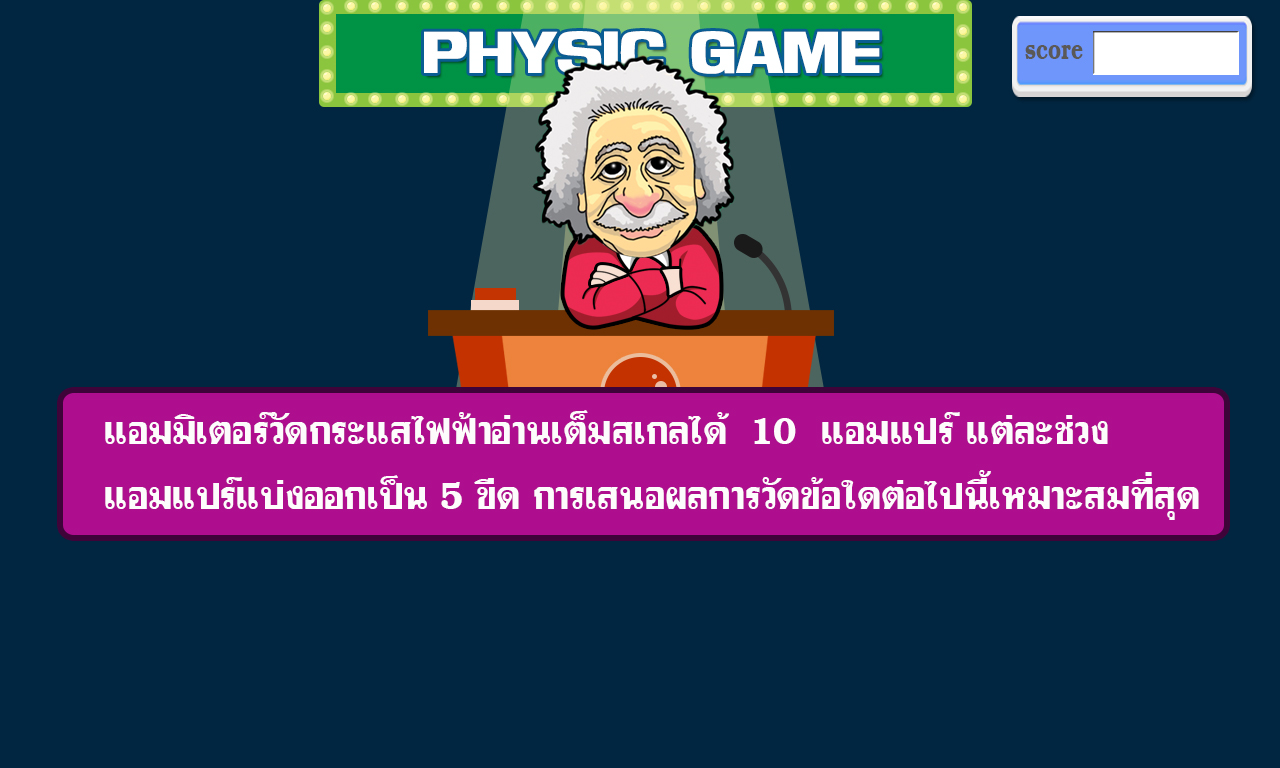 PHYSIC GAME
score
แอมมิเตอร์วัดกระแสไฟฟ้าอ่านเต็มสเกลได้ 10 แอมแปร์ แต่ละช่วง
แอมแปร์แบ่งออกเป็น 5 ขีด การเสนอผลการวัดข้อใดต่อไปนี้เหมาะสมที่สุด